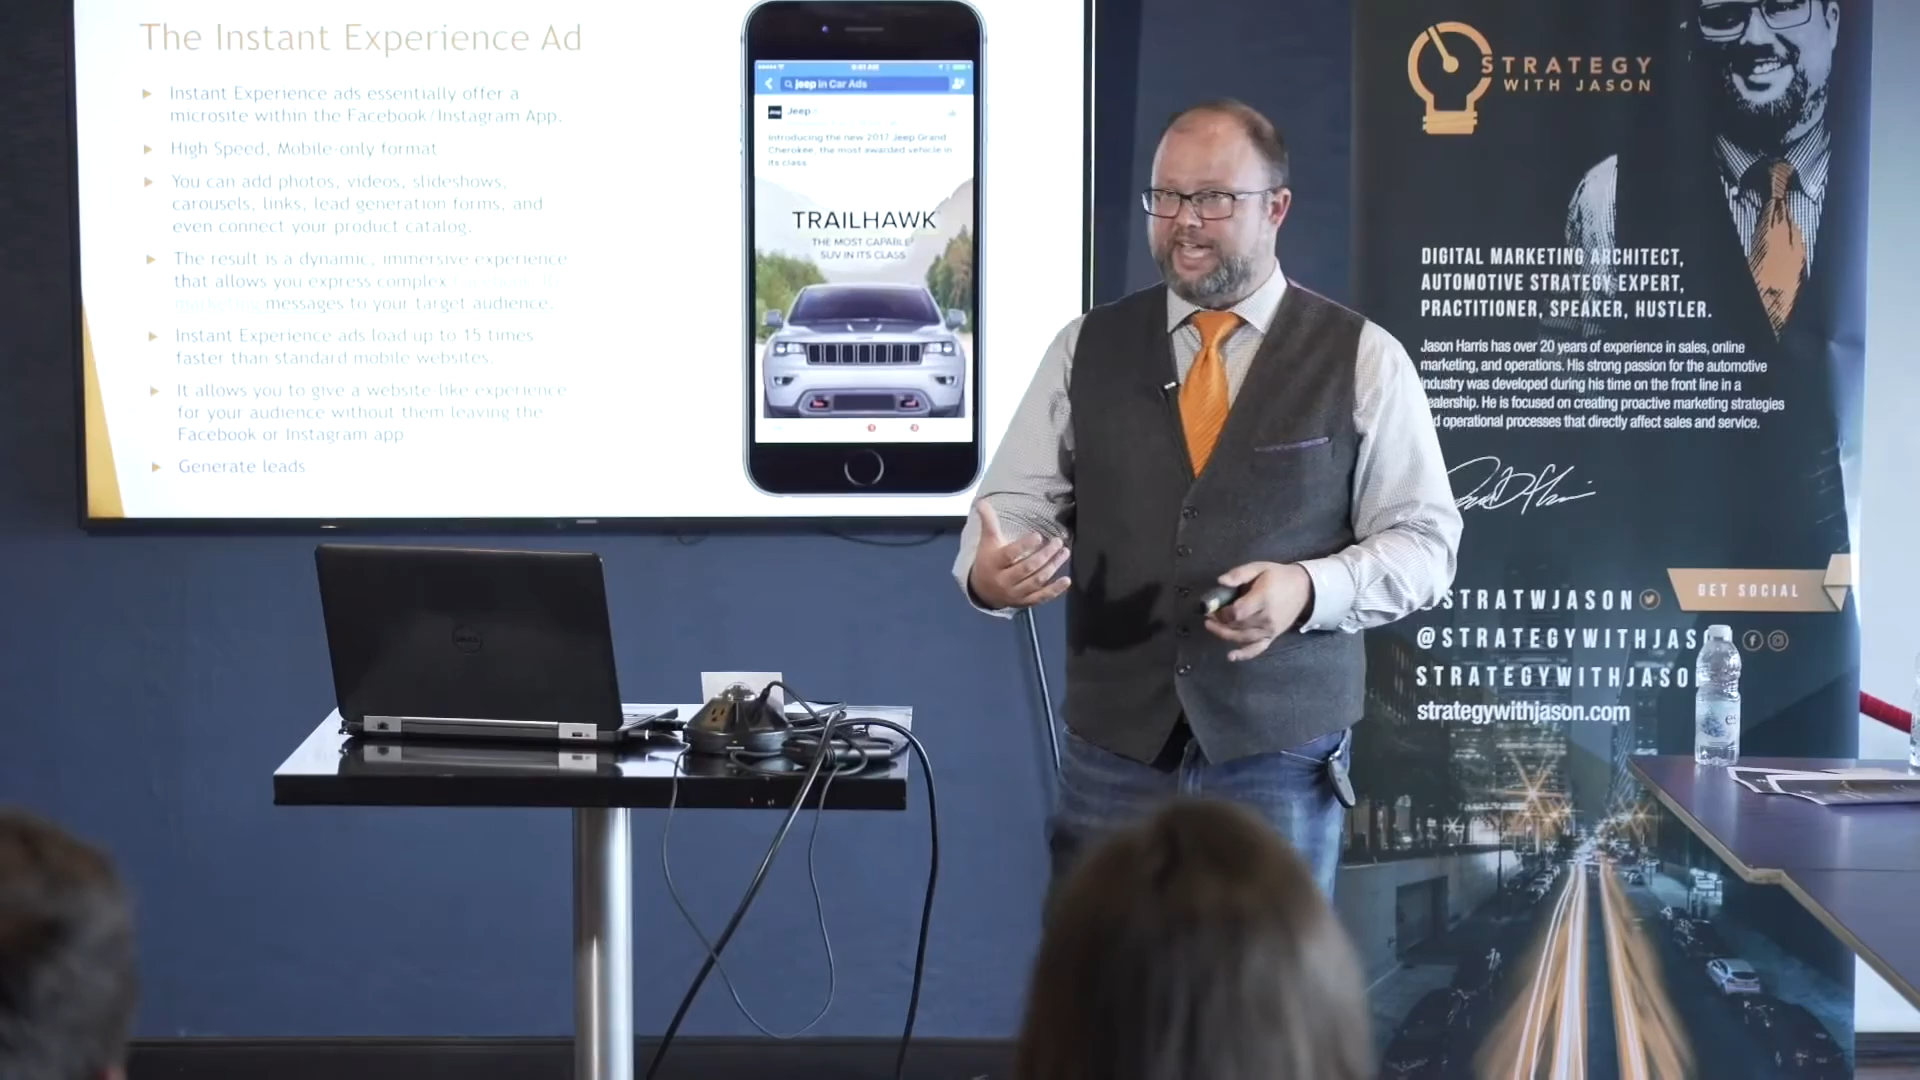 The Instant Experience Ad
Instant Experience ads essentially offer a
microsite within the Facebook/Instagram App.
High Speed, Mobile-only format
You can add photos, videos, slideshows,
carousels, links, lead generation forms, and
even connect your product catalog.
The result is a dynamic, immersive experience
that allows you express complex
marketing messages to your target audience.
Instant Experience ads load up to 15 times
faster than standard mobile websites.
It allows you to give a website-like experience
for your audience without them leaving the
Facebook or Instagram app
Generate leads
jeep in Car Ads
Jeep
Introducing the new 2017 Jeep Grand
Cherokee, the most awarded vehicle in
its class
TRAILHAWK
THE MOST CAPABLE
SUV IN ITS CLASS
STRATEGY
WITH JASON
DIGITAL MARKETING ARCHITECT,
AUTOMOTIVE STRATEGY EXPERT,
PRACTITIONER, SPEAKER, HUSTLER.
Jason Harris has over 20 years of experience in sales, online
marketing, and operations. His strong passion for the automotive
industry was developed during his time on the front line in a
ealership. He is focused on creating proactive marketing strategies
d operational processes that directly affect sales and service.
GET SOCIAL
STRATWJASON
@STRATEGYWITHJAS
STRATEGYWITHJASO
strategywithjason.com
DELL